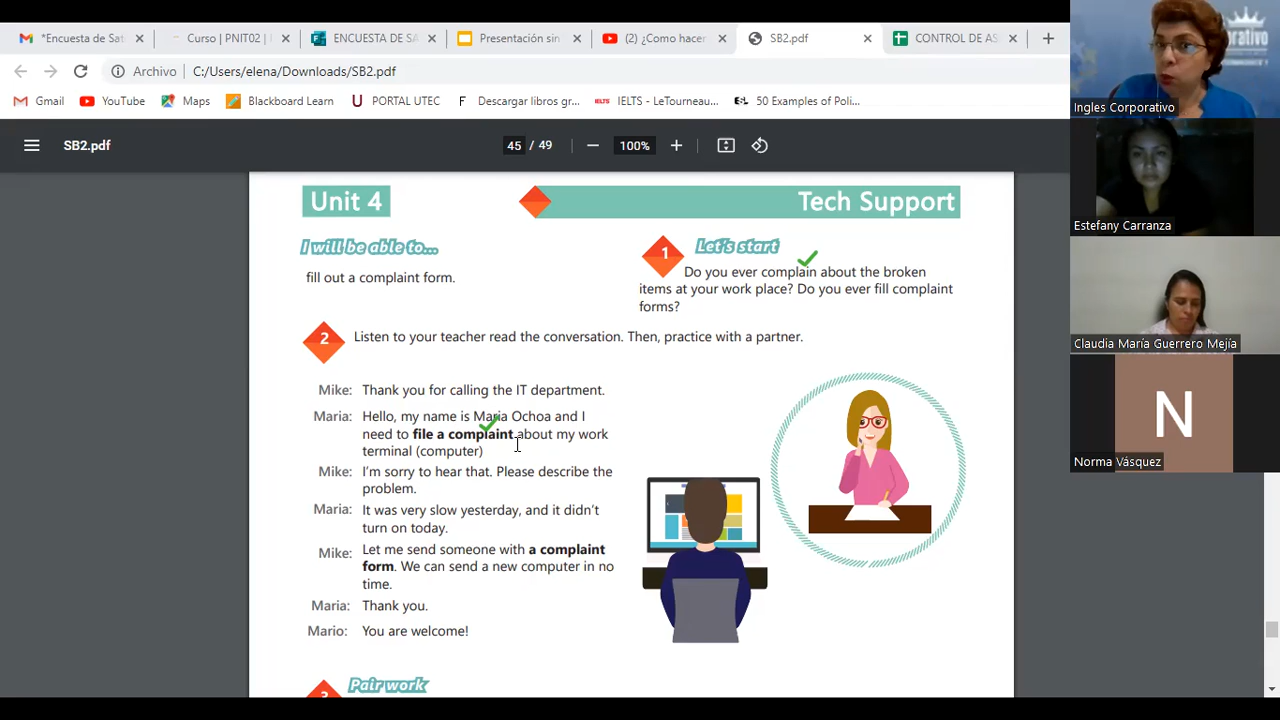 *Encuesta de Sat
Curso | PNIT02 |
ENCUESTA DE SA
Presentación sin
(2) ¿Como hacer
SB2.pdf
CONTROL DE AS
Archivo C:/Users/elena/Downloads/SB2.pdf
Gmail YouTube Maps Blackboard Learn PORTAL UTEC Descargar libros gr... IELTS - LeTourneau... 50 Examples of Poli...
SB2.pdf 45 / 49 100%
Unit 4
Tech Support
I will be able to...
fill out a complaint form.
1 Let's start
Do you ever complain about the broken
items at your work place? Do you ever fill complaint
forms?
2 Listen to your teacher read the conversation. Then, practice with a partner.
Mike: Thank you for calling the IT department.
Maria: Hello, my name is Maria Ochoa and I
need to file a complaint about my work
terminal (computer)
Mike: I'm sorry to hear that. Please describe the
problem.
Maria: It was very slow yesterday, and it didn't
turn on today.
Mike: Let me send someone with a complaint
form. We can send a new computer in no
time.
Maria: Thank you.
Mario: You are welcome!
3 Pair work
Ingles Corporativo
Estefany Carranza
Claudia María Guerrero Mejía
N
Norma Vásquez